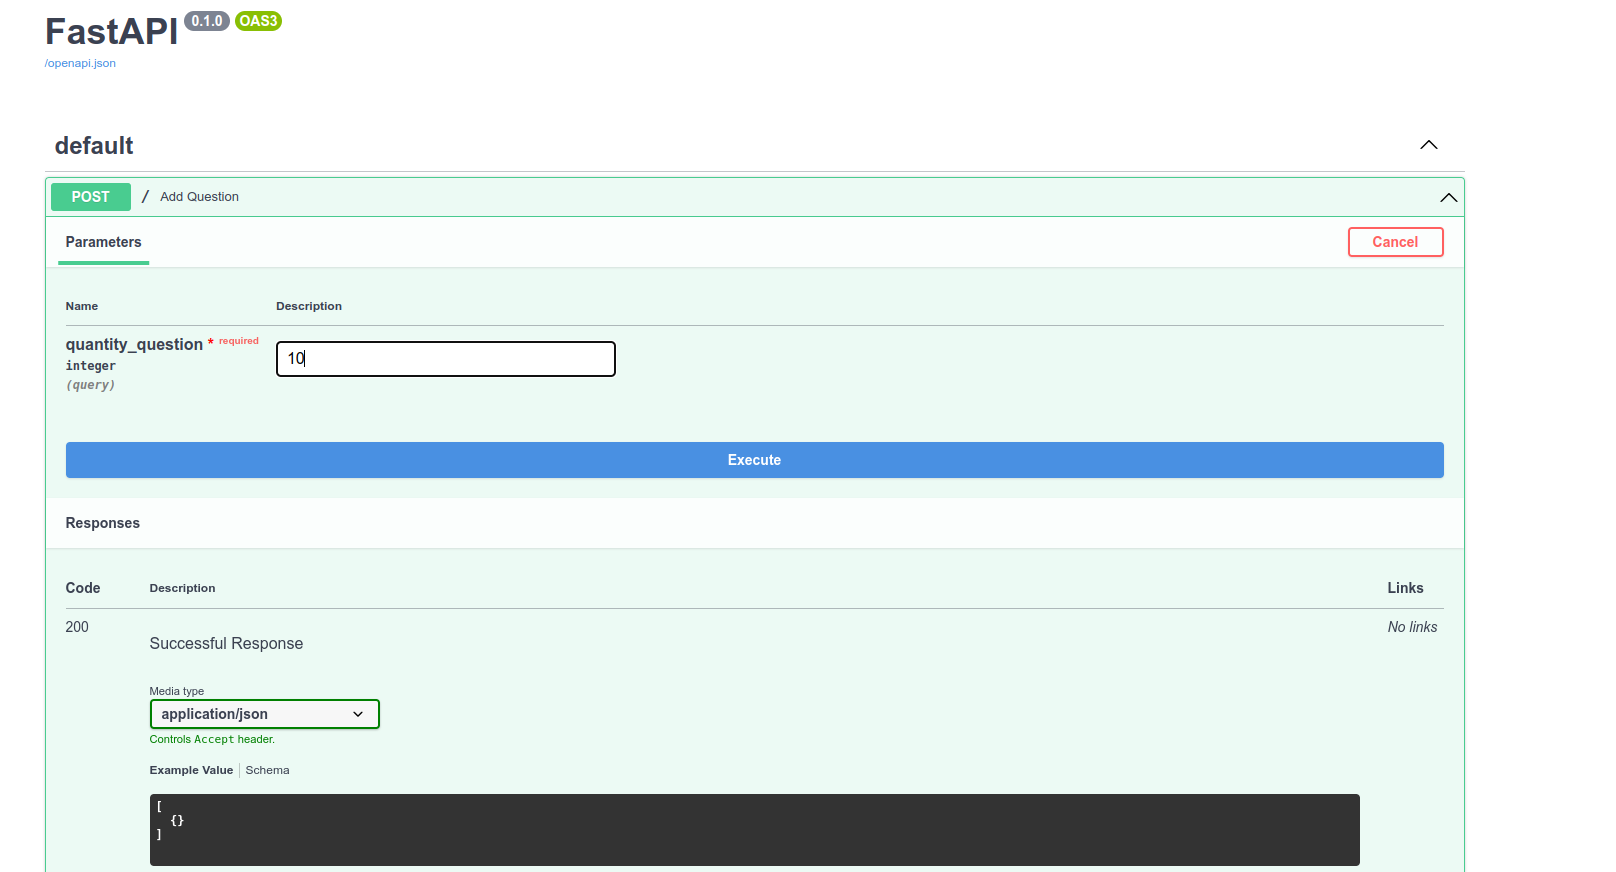 FastAPI 0.1.0 OAS3
/openapi.json
default
POST / Add Question
Parameters Cancel
Name Description
quantity_question * required
integer
(query)
10
Execute
Responses
Code Description Links
200 Successful Response No links
Media type
application/json
Controls Accept header.
Example Value Schema
[
  {}
]